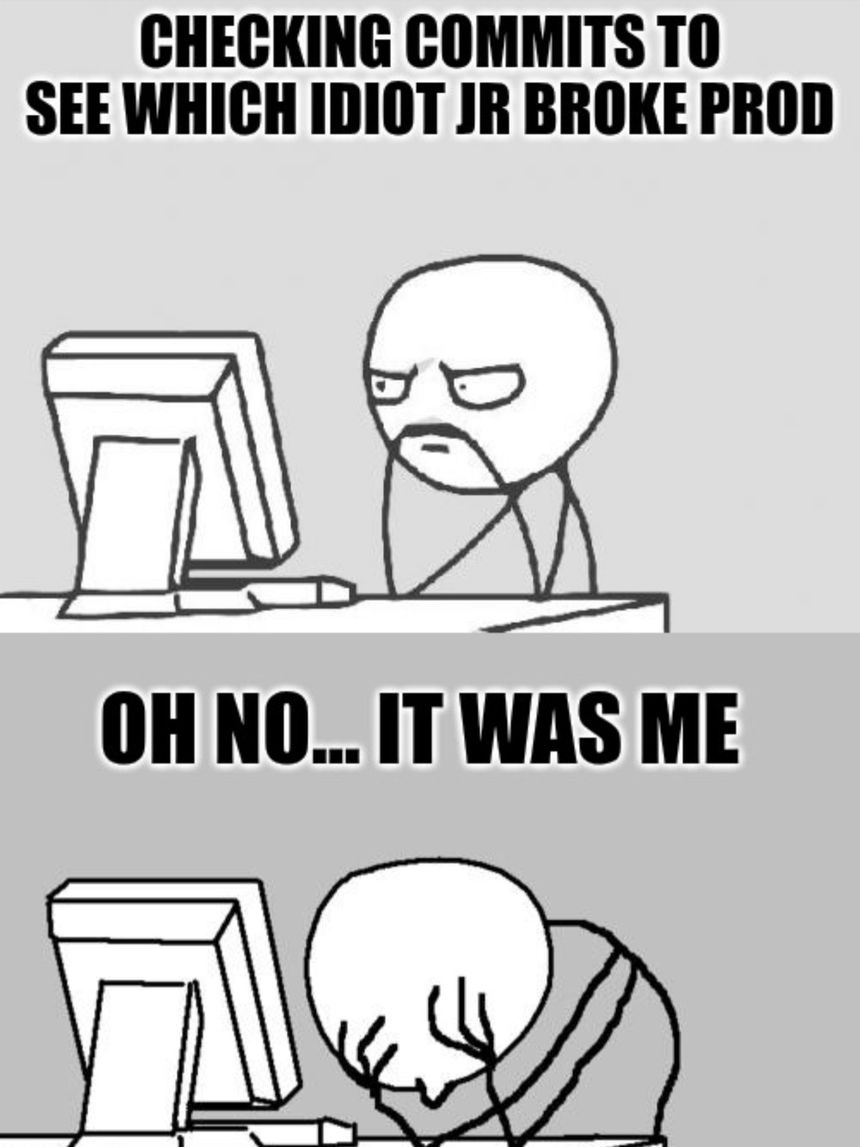 CHECKING COMMITS TO
SEE WHICH IDIOT JR BROKE PROD
OH NO... IT WAS ME